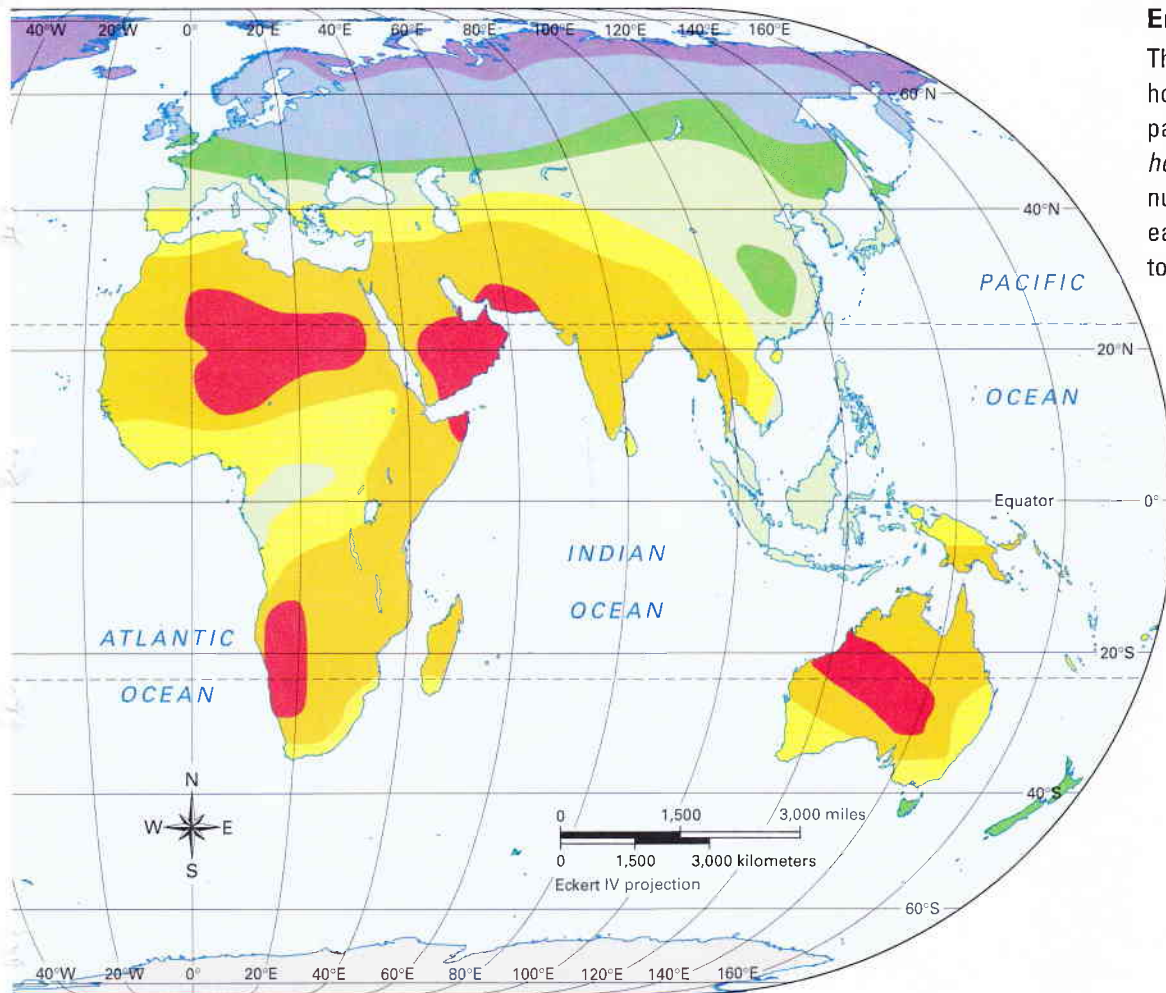 40°W 20°W 0° 20°E 40°E 60°E 80°E 100°E 120°E 140°E 160°E
60°N
40°N
PACIFIC
20°N
OCEAN
Equator 0°
INDIAN
OCEAN
ATLANTIC
20°S
OCEAN
N
W E
S
40°S
0 1,500 3,000 miles
0 1,500 3,000 kilometers
Eckert IV projection
60°S
40°W 20°W 0° 20°E 40°E 60°E 80°E 100°E 120°E 140°E 160°E